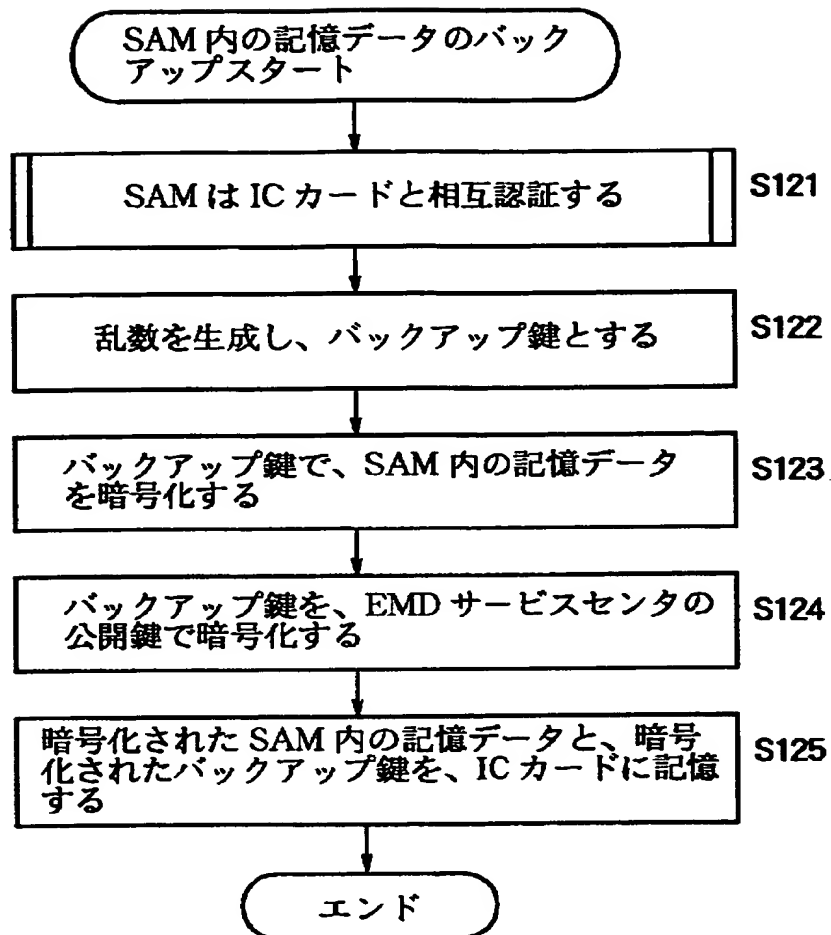 SAM 内の記憶データのバック
アップスタート
SAM は IC カードと相互認証する
S121
乱数を生成し、バックアップ鍵とする
S122
バックアップ鍵で、SAM 内の記憶データ
を暗号化する
S123
バックアップ鍵を、EMD サービスセンタの
公開鍵で暗号化する
S124
暗号化された SAM 内の記憶データと、暗号
化されたバックアップ鍵を、IC カードに記憶
する
S125
エンド